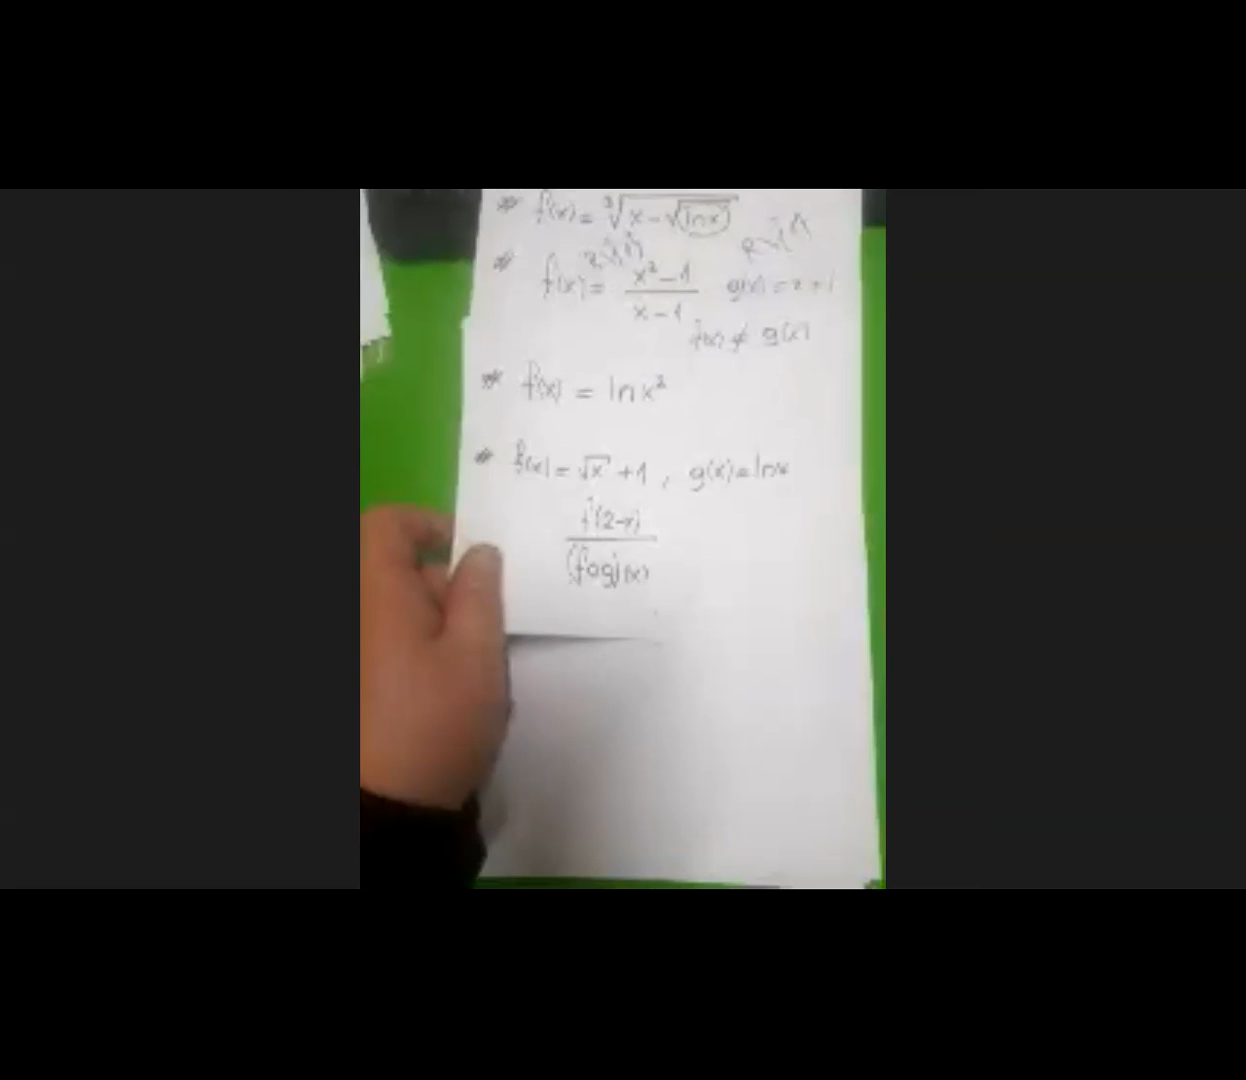 * f(x) = ∛(x - √(ln x))
* f(x) = (x² - 1)/(x - 1) g(x) = x + 1
f(x) ≠ g(x)
* f(x) = ln x²
* f(x) = √x + 1, g(x) = ln x
f(2-x)
(fog)(x)